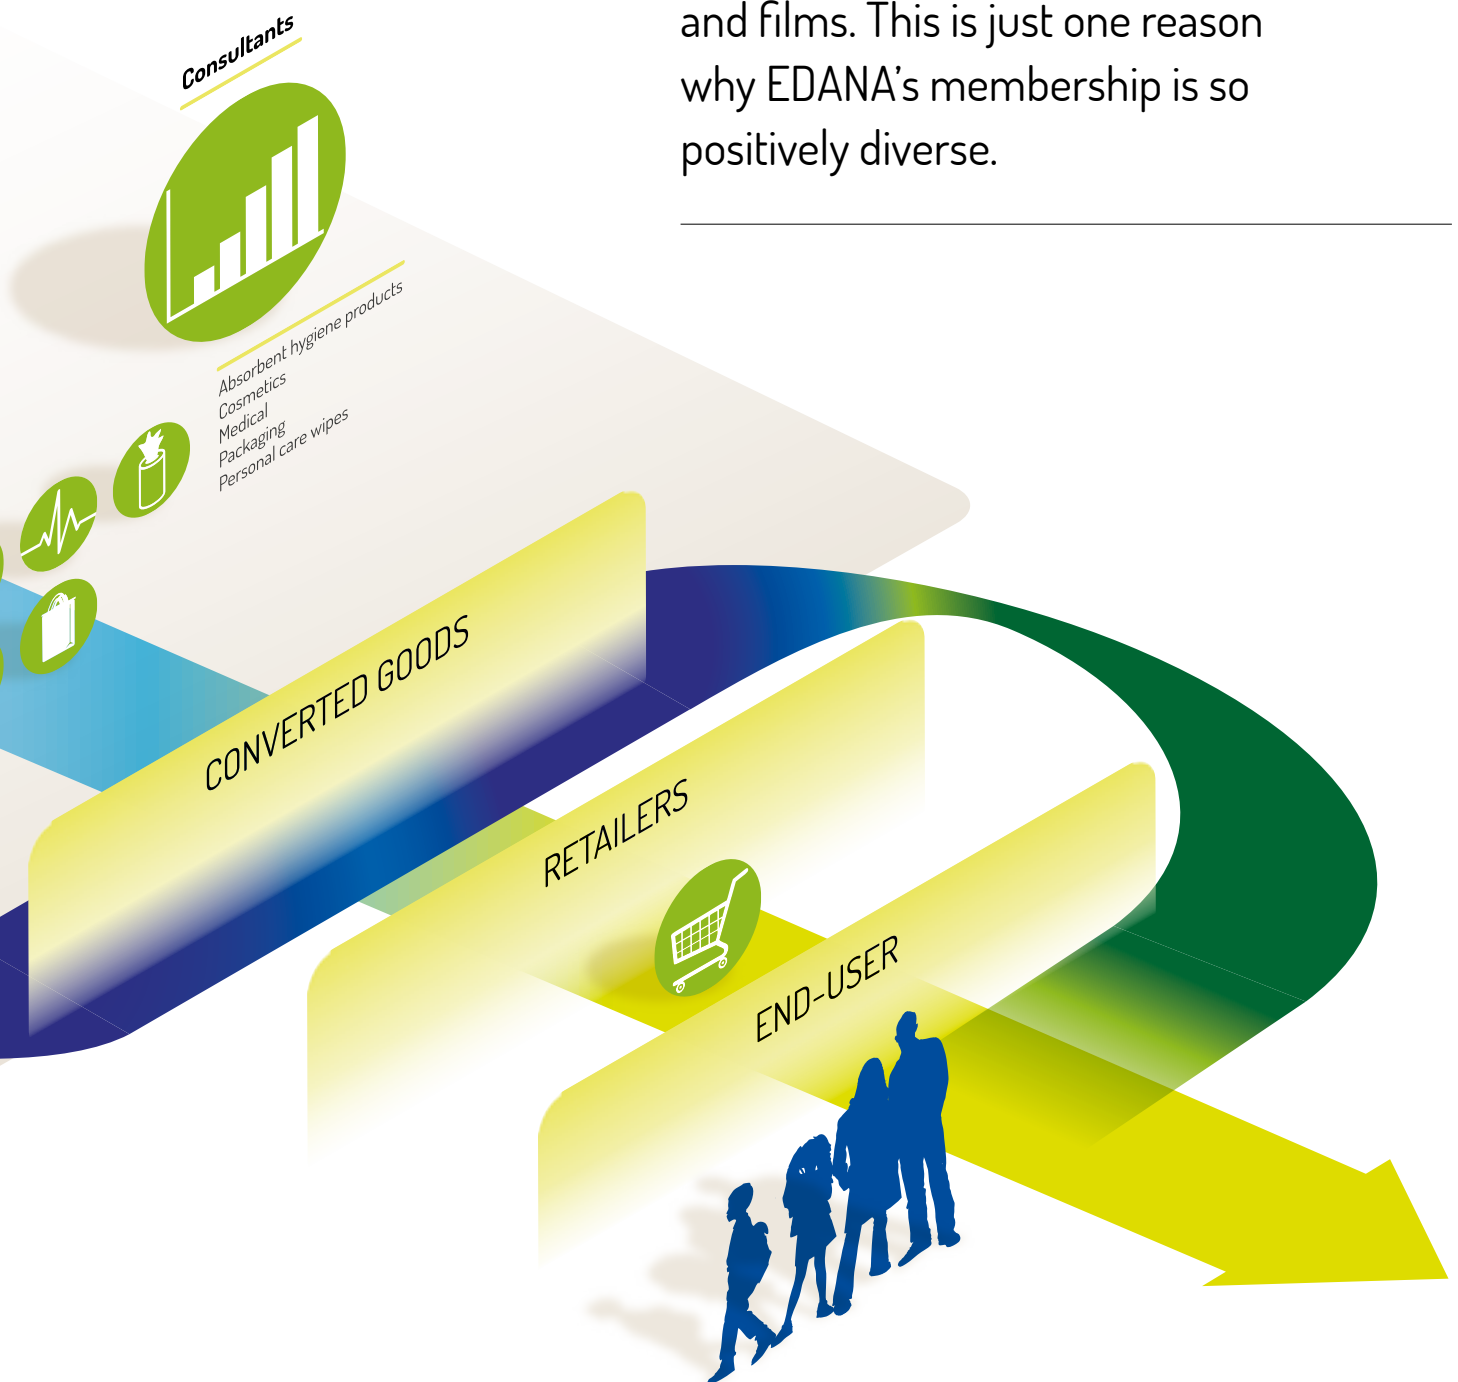 and films. This is just one reason
why EDANA’s membership is so
positively diverse.
Consultants
Absorbent hygiene products
Cosmetics
Medical
Packaging
Personal care wipes
CONVERTED GOODS
RETAILERS
END-USER